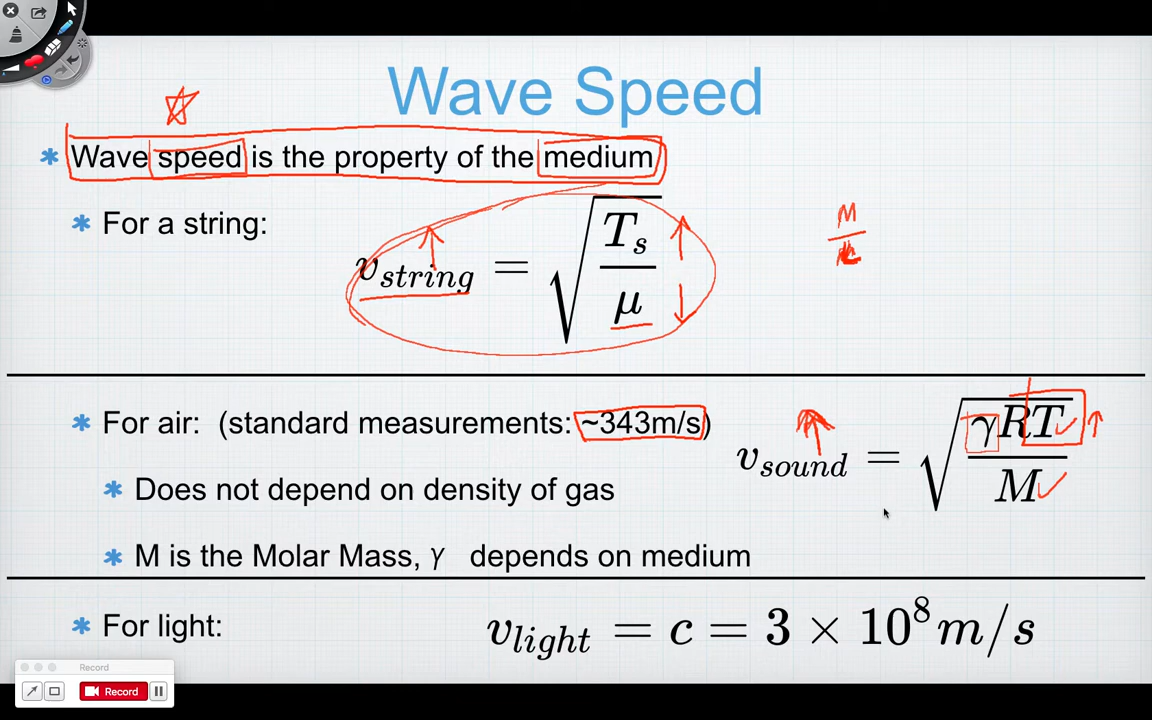 Wave Speed
Wave speed is the property of the medium
For a string:
v_string = √(T_s/μ)
M
For air: (standard measurements: ~343m/s)
v_sound = √(γRT/M)
Does not depend on density of gas
M is the Molar Mass, γ depends on medium
For light:
v_light = c = 3 × 10⁸ m/s
Record
Record